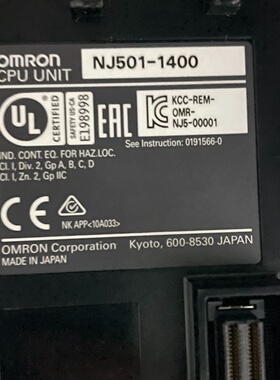 OMRON
CPU UNIT NJ501-1400
UL
CERTIFIED
SAFETY US-CA
E198998
EAC
KCC-REM-
OMR-
NJ5-00001
IND. CONT. EQ. FOR HAZ.LOC.
Cl. I, Div. 2, Gp A, B, C, D
Cl. I, Zn. 2, Gp IIC
See Instruction: 0191566-0
CE
NK APP<10A033>
OMRON Corporation Kyoto, 600-8530 JAPAN
MADE IN JAPAN